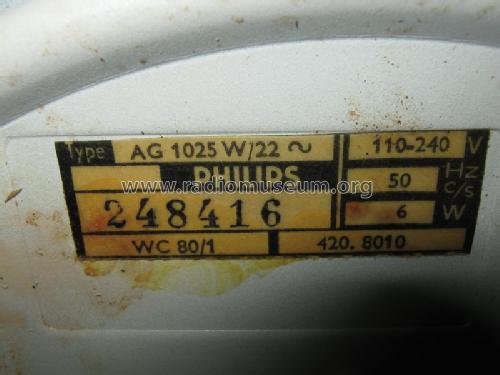 Type AG 1025 W/22 ~ 110-240 V
PHILIPS 50 Hz c/s
www.radiomuseum.org
248416 6 W
WC 80/1 420. 8010